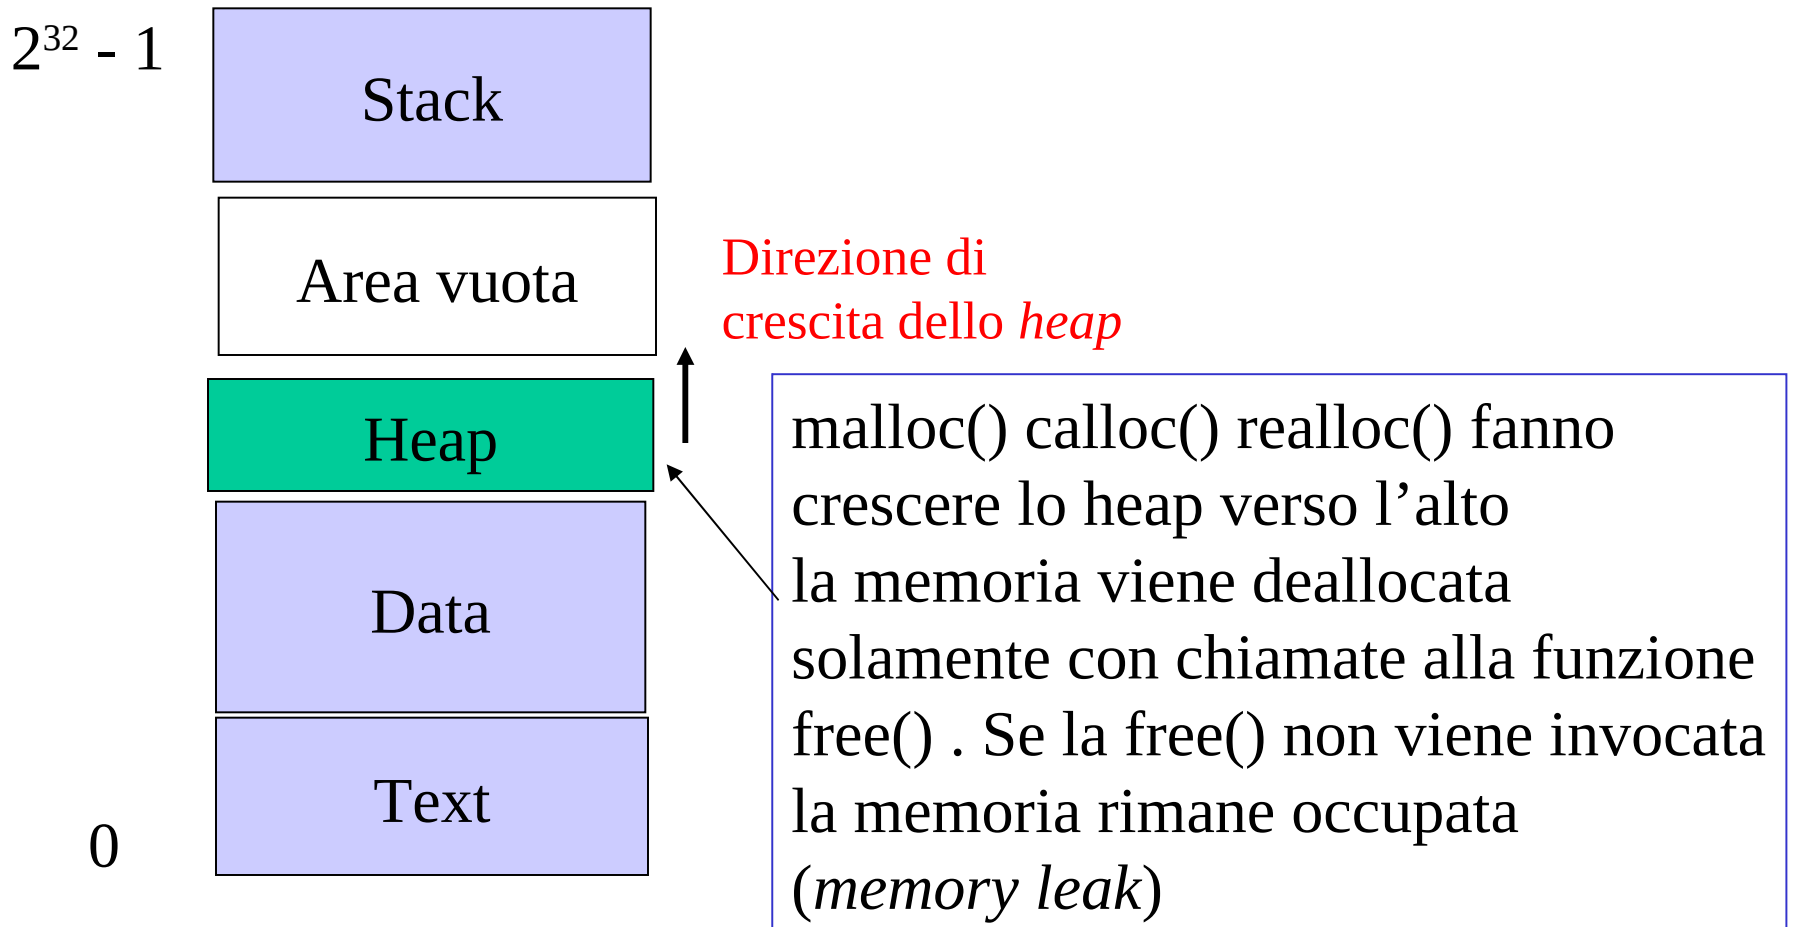 2³² - 1
Stack
Area vuota
Direzione di
crescita dello heap
Heap
malloc() calloc() realloc() fanno
crescere lo heap verso l’alto
la memoria viene deallocata
solamente con chiamate alla funzione
free() . Se la free() non viene invocata
la memoria rimane occupata
(memory leak)
Data
Text
0